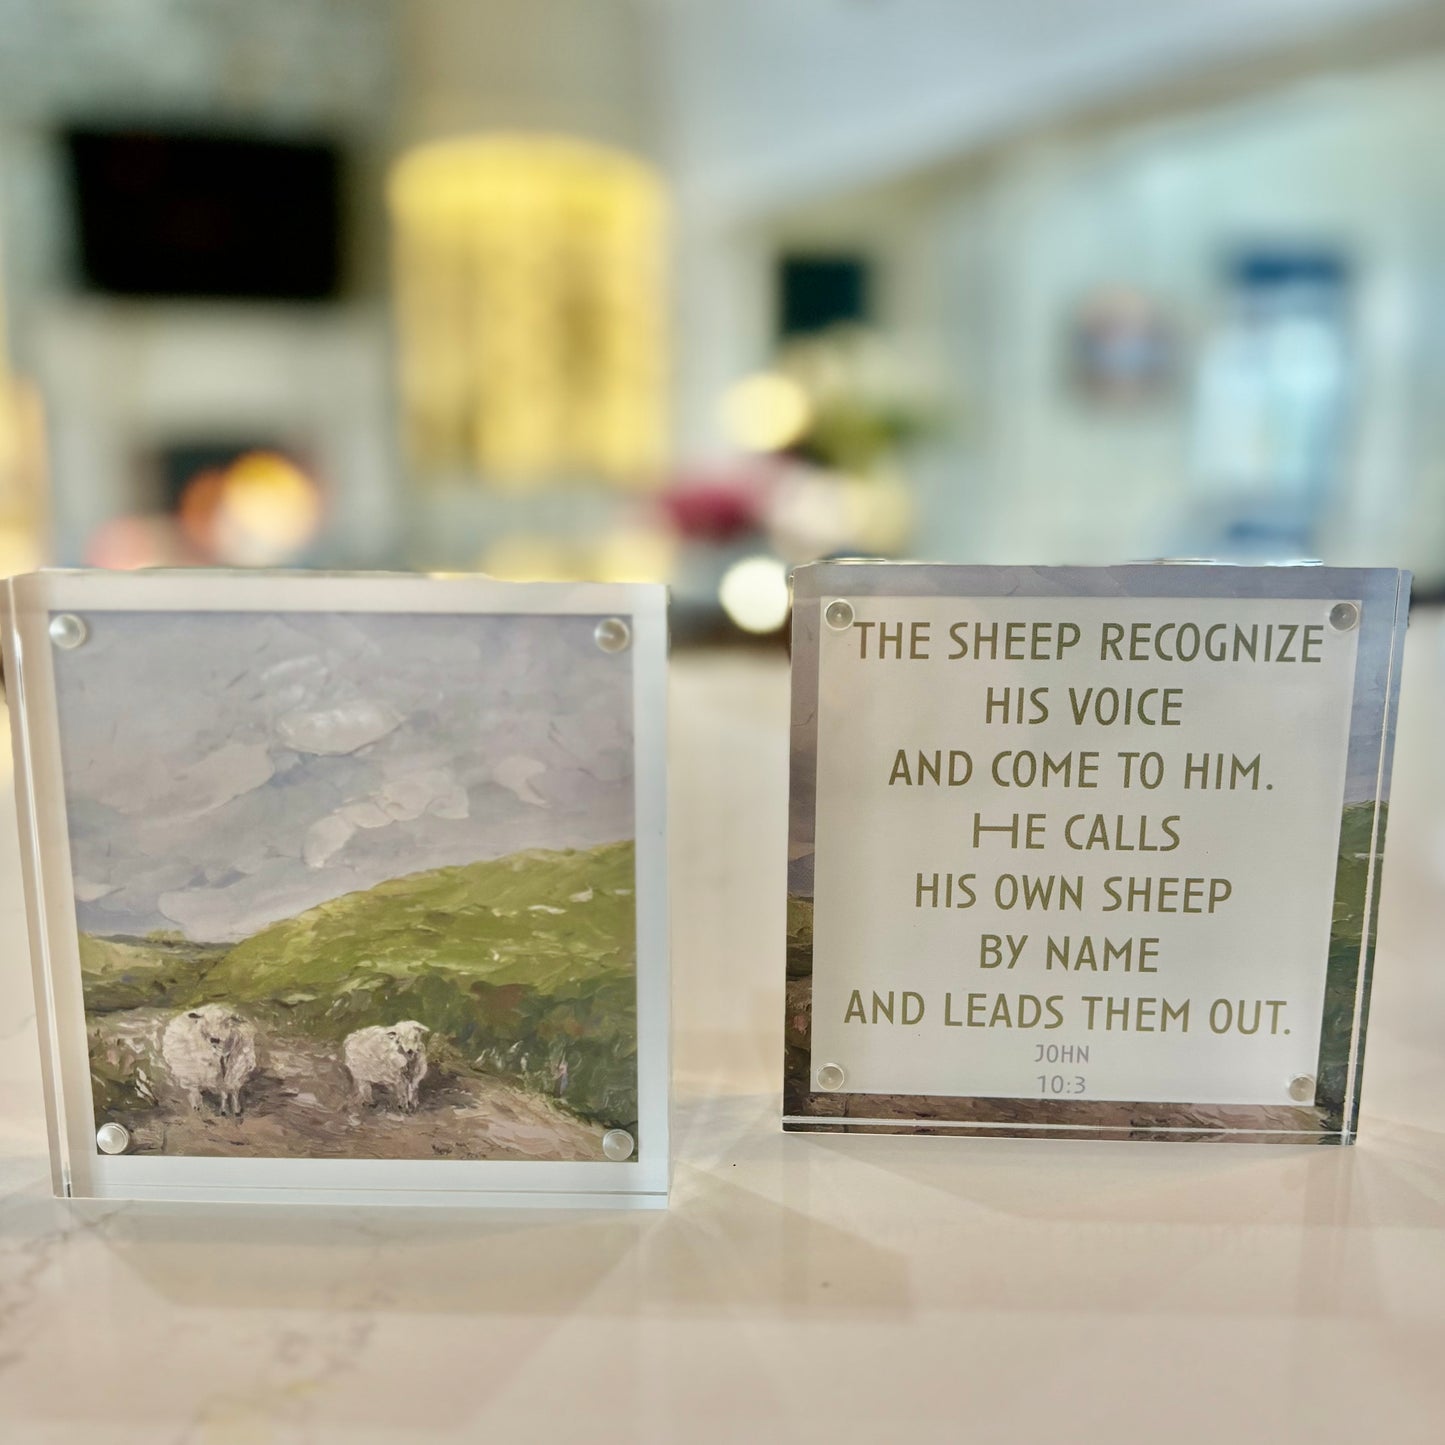 THE SHEEP RECOGNIZE
HIS VOICE
AND COME TO HIM.
HE CALLS
HIS OWN SHEEP
BY NAME
AND LEADS THEM OUT.
JOHN
10:3